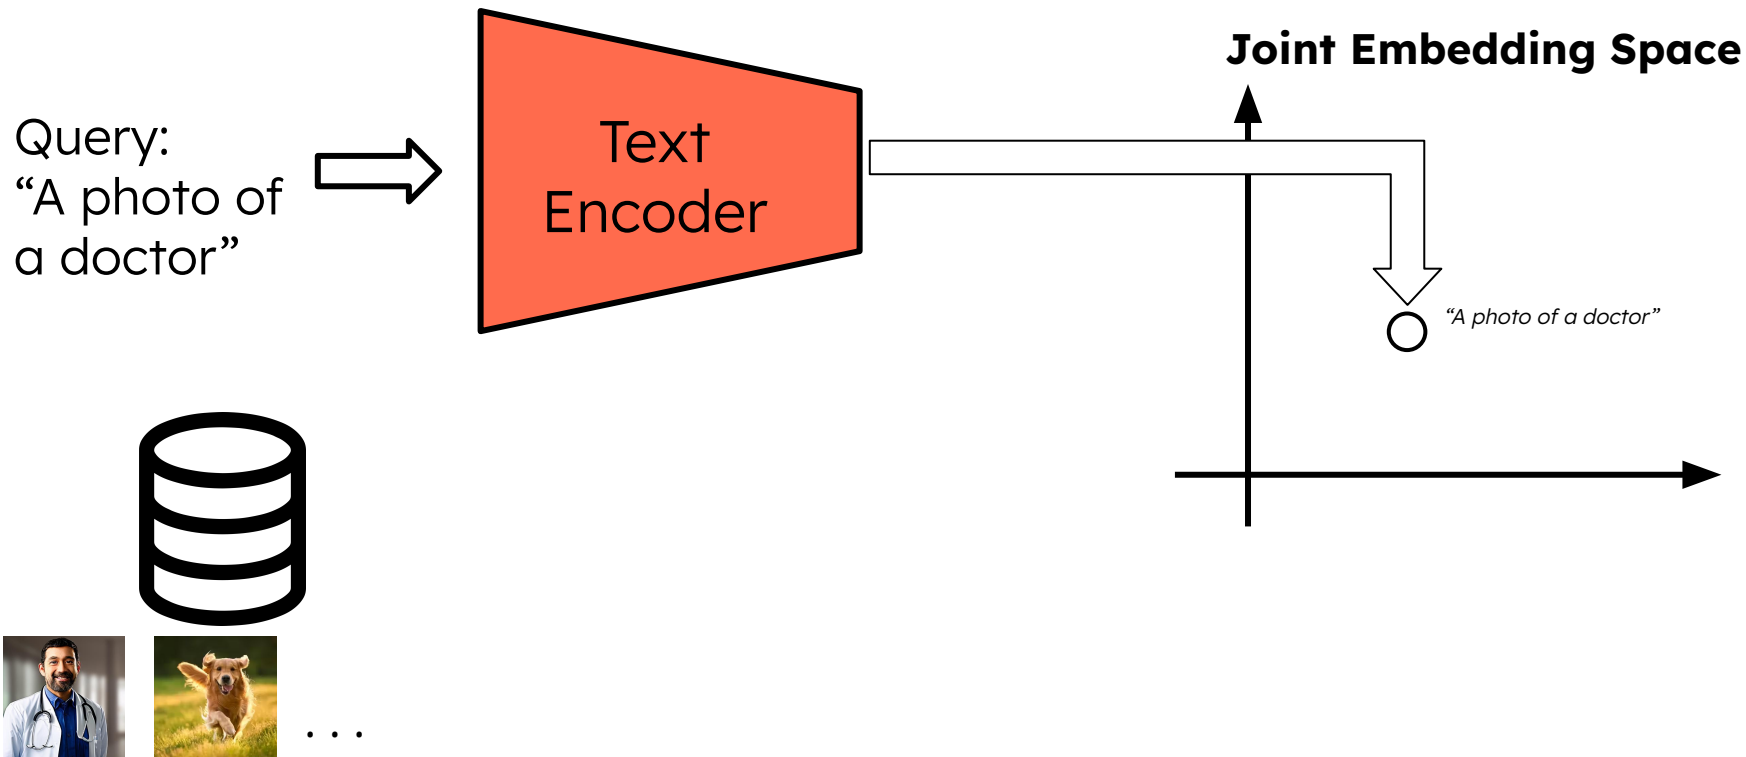 Joint Embedding Space
Query:
“A photo of
a doctor”
Text
Encoder
“A photo of a doctor”
. . .